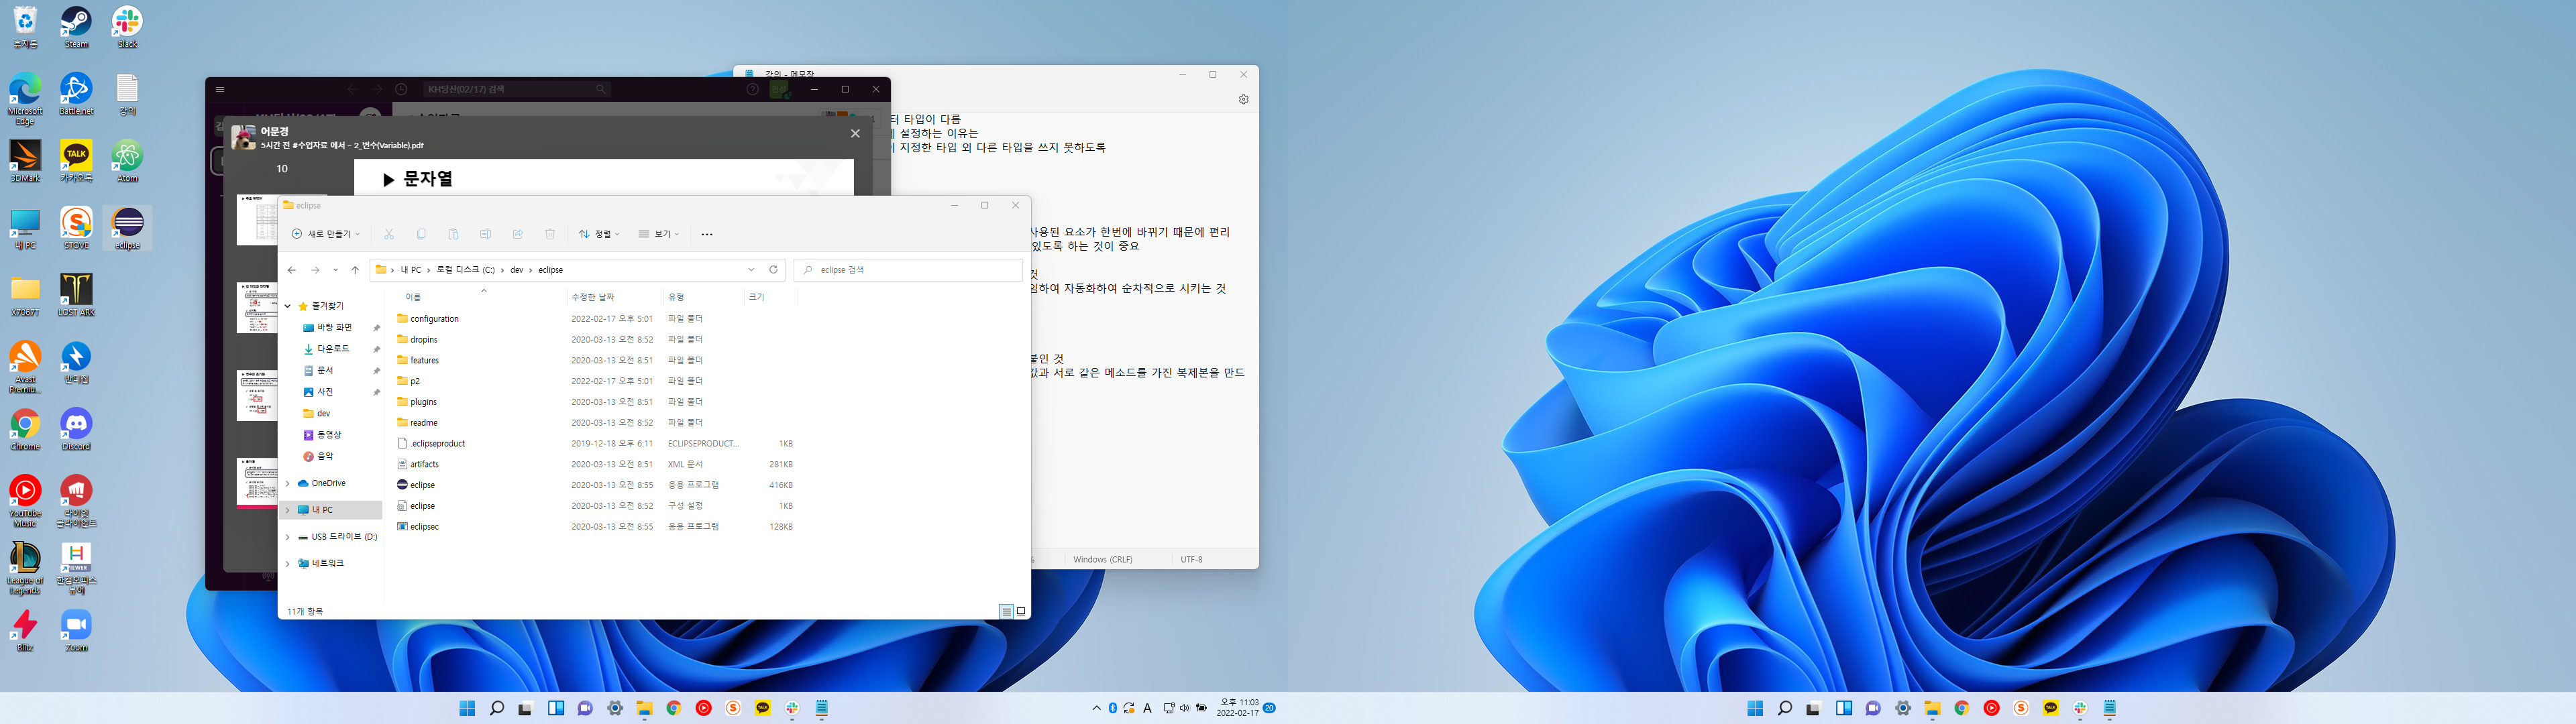 휴지통
Steam
Slack
Microsoft Edge
Battle.net
강의
3DMark
카카오톡
Atom
내 PC
STOVE
eclipse
X7067T
LOST ARK
Avast Premiu...
반디집
Chrome
Discord
YouTube Music
라이엇 클라이언트
League of Legends
한컴오피스 뷰어
Blitz
Zoom
KH당산(02/17) 검색
어문경
5시간 전 #수업자료 에서 - 2_변수(Variable).pdf
10
▶ 문자열
강의 - 메모장
터 타입이 다름
설정하는 이유는
지정한 타입 외 다른 타입을 쓰지 못하도록
사용된 요소가 한번에 바뀌기 때문에 편리
있도록 하는 것이 중요
것
하여 자동화하여 순차적으로 시키는 것
붙인 것
값과 서로 같은 메소드를 가진 복제본을 만드
%
Windows (CRLF)
UTF-8
eclipse
새로 만들기
정렬
보기
내 PC > 로컬 디스크 (C:) > dev > eclipse
eclipse 검색
이름 수정한 날짜 유형 크기
즐겨찾기
바탕 화면
다운로드
문서
사진
dev
동영상
음악
OneDrive
내 PC
USB 드라이브 (D:)
네트워크
configuration 2022-02-17 오후 5:01 파일 폴더
dropins 2020-03-13 오전 8:52 파일 폴더
features 2020-03-13 오전 8:51 파일 폴더
p2 2022-02-17 오후 5:01 파일 폴더
plugins 2020-03-13 오전 8:51 파일 폴더
readme 2020-03-13 오전 8:52 파일 폴더
.eclipseproduct 2019-12-18 오후 6:11 ECLIPSEPRODUCT... 1KB
artifacts 2020-03-13 오전 8:51 XML 문서 281KB
eclipse 2020-03-13 오전 8:55 응용 프로그램 416KB
eclipse 2020-03-13 오전 8:52 구성 설정 1KB
eclipsec 2020-03-13 오전 8:55 응용 프로그램 128KB
11개 항목
A
오후 11:03
2022-02-17
20